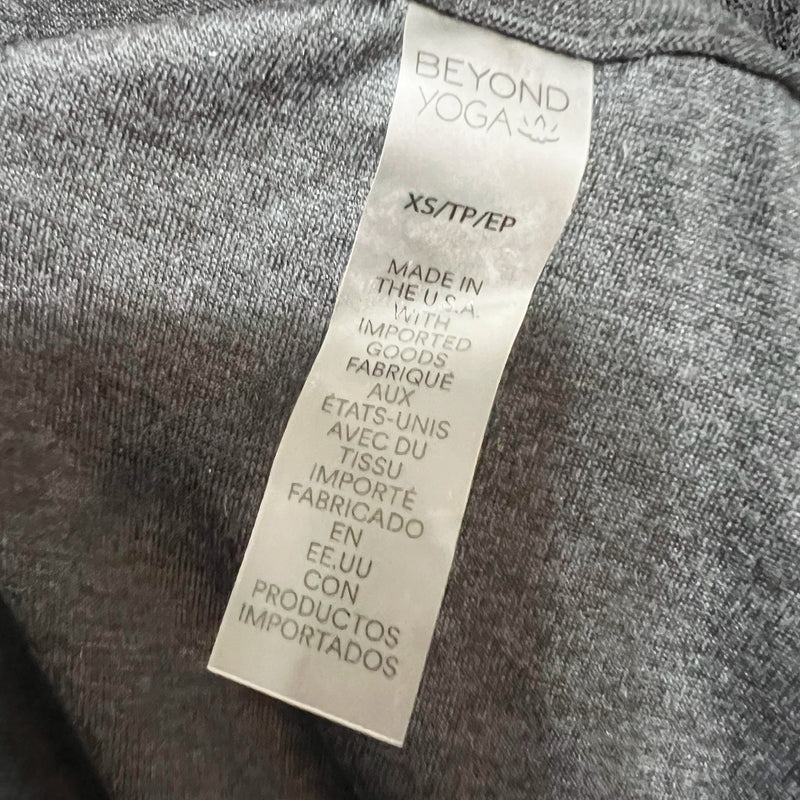 BEYOND
YOGA
XS/TP/EP
MADE IN
THE U.S.A.
WITH
IMPORTED
GOODS
FABRIQUÉ
AUX
ÉTATS-UNIS
AVEC DU
TISSU
IMPORTÉ
FABRICADO
EN
EE.UU
CON
PRODUCTOS
IMPORTADOS